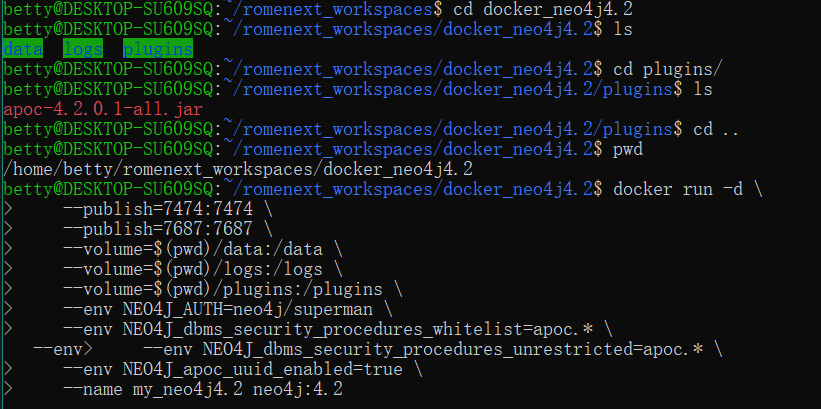 betty@DESKTOP-SU609SQ:~/romenext_workspaces$ cd docker_neo4j4.2
betty@DESKTOP-SU609SQ:~/romenext_workspaces/docker_neo4j4.2$ ls
data  logs  plugins
betty@DESKTOP-SU609SQ:~/romenext_workspaces/docker_neo4j4.2$ cd plugins/
betty@DESKTOP-SU609SQ:~/romenext_workspaces/docker_neo4j4.2/plugins$ ls
apoc-4.2.0.1-all.jar
betty@DESKTOP-SU609SQ:~/romenext_workspaces/docker_neo4j4.2/plugins$ cd ..
betty@DESKTOP-SU609SQ:~/romenext_workspaces/docker_neo4j4.2$ pwd
/home/betty/romenext_workspaces/docker_neo4j4.2
betty@DESKTOP-SU609SQ:~/romenext_workspaces/docker_neo4j4.2$ docker run -d \
>     --publish=7474:7474 \
>     --publish=7687:7687 \
>     --volume=$(pwd)/data:/data \
>     --volume=$(pwd)/logs:/logs \
>     --volume=$(pwd)/plugins:/plugins \
>     --env NEO4J_AUTH=neo4j/superman \
>     --env NEO4J_dbms_security_procedures_whitelist=apoc.* \
   --env>     --env NEO4J_dbms_security_procedures_unrestricted=apoc.* \
>     --env NEO4J_apoc_uuid_enabled=true \
>     --name my_neo4j4.2 neo4j:4.2